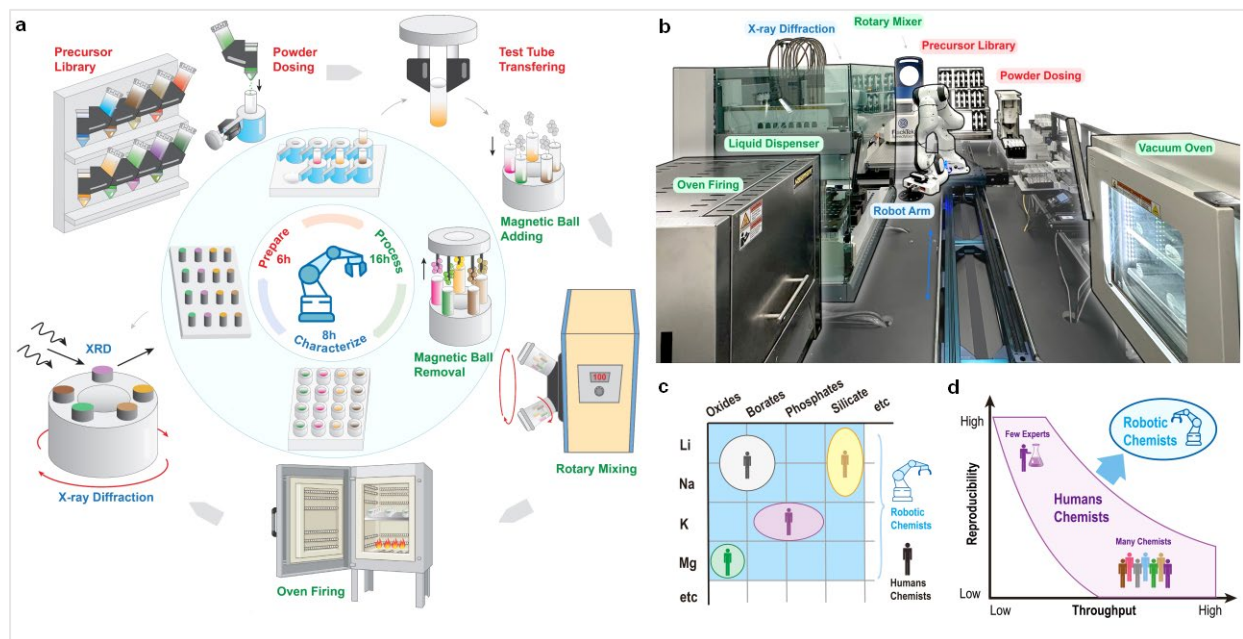 a
Precursor
Library
Powder
Dosing
Test Tube
Transfering
Magnetic Ball
Adding
Prepare
6h
Process
16h
8h
Characterize
Magnetic Ball
Removal
XRD
X-ray Diffraction
100
Rotary Mixing
Oven Firing
b
X-ray Diffraction
Rotary Mixer
Precursor Library
Powder Dosing
Liquid Dispenser
Oven Firing
Robot Arm
Vacuum Oven
c
Oxides
Borates
Phosphates
Silicate
etc
Li
Na
K
Mg
etc
Robotic
Chemists
Humans
Chemists
d
High
Few Experts
Robotic
Chemists
Humans
Chemists
Many Chemists
Reproducibility
Low
Low
Throughput
High